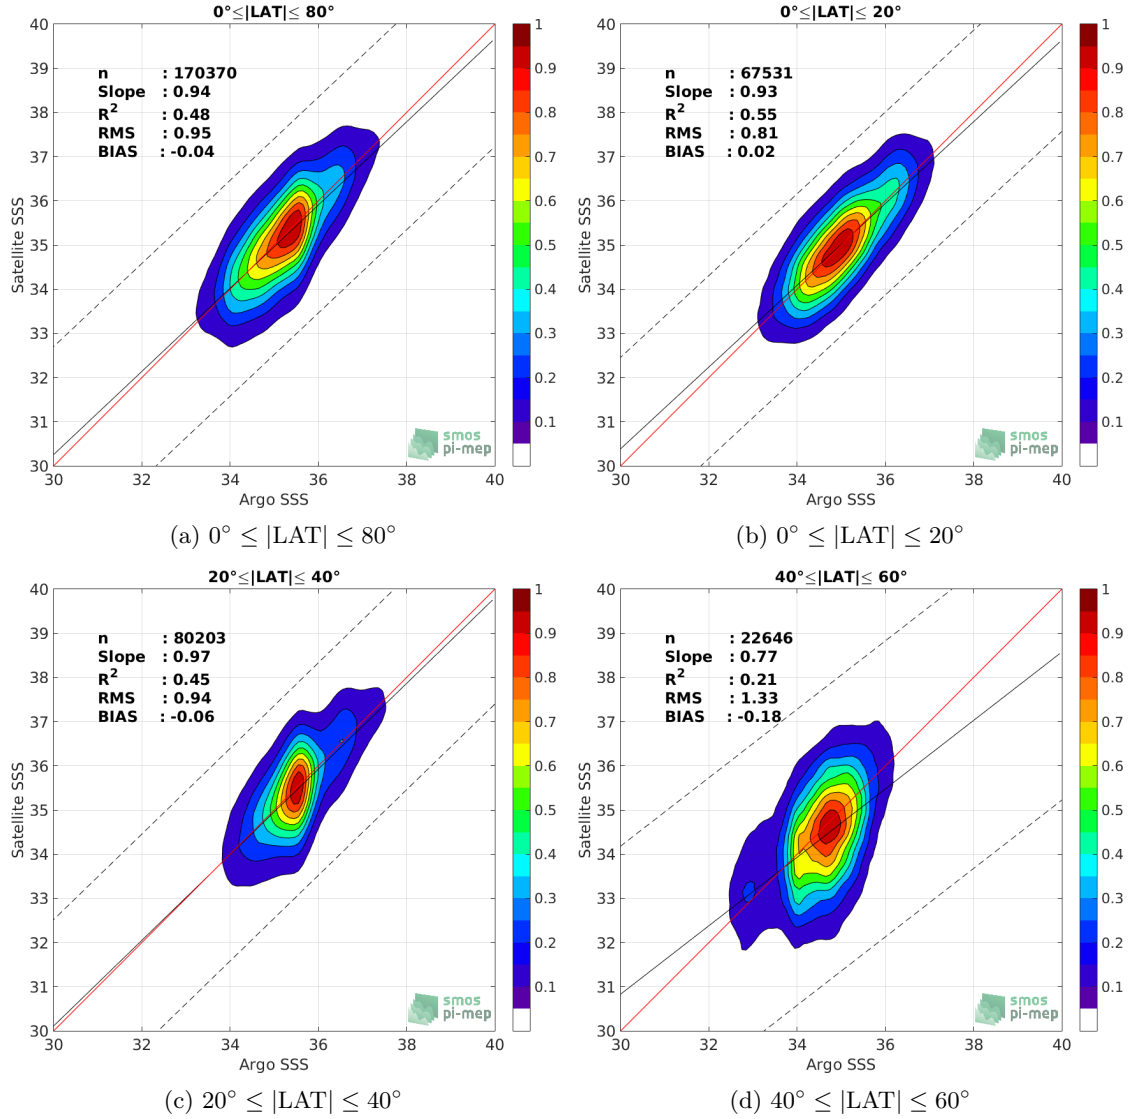 0°≤|LAT|≤ 80°
40
39
38
37
36
35
34
33
32
31
30
Satellite SSS
n : 170370
Slope : 0.94
R² : 0.48
RMS : 0.95
BIAS : -0.04
smos
pi-mep
30 32 34 36 38 40
Argo SSS
1
0.9
0.8
0.7
0.6
0.5
0.4
0.3
0.2
0.1
(a) 0° ≤ |LAT| ≤ 80°
0°≤|LAT|≤ 20°
40
39
38
37
36
35
34
33
32
31
30
Satellite SSS
n : 67531
Slope : 0.93
R² : 0.55
RMS : 0.81
BIAS : 0.02
smos
pi-mep
30 32 34 36 38 40
Argo SSS
1
0.9
0.8
0.7
0.6
0.5
0.4
0.3
0.2
0.1
(b) 0° ≤ |LAT| ≤ 20°
20°≤|LAT|≤ 40°
40
39
38
37
36
35
34
33
32
31
30
Satellite SSS
n : 80203
Slope : 0.97
R² : 0.45
RMS : 0.94
BIAS : -0.06
smos
pi-mep
30 32 34 36 38 40
Argo SSS
1
0.9
0.8
0.7
0.6
0.5
0.4
0.3
0.2
0.1
(c) 20° ≤ |LAT| ≤ 40°
40°≤|LAT|≤ 60°
40
39
38
37
36
35
34
33
32
31
30
Satellite SSS
n : 22646
Slope : 0.77
R² : 0.21
RMS : 1.33
BIAS : -0.18
smos
pi-mep
30 32 34 36 38 40
Argo SSS
1
0.9
0.8
0.7
0.6
0.5
0.4
0.3
0.2
0.1
(d) 40° ≤ |LAT| ≤ 60°